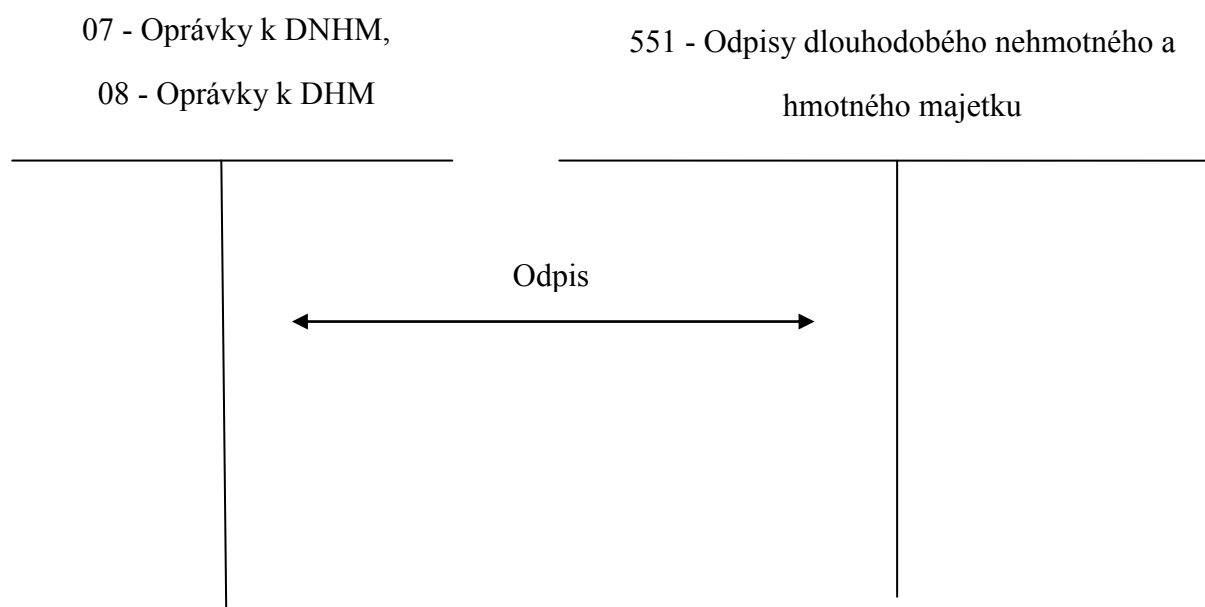 07 - Oprávky k DNHM,
08 - Oprávky k DHM
551 - Odpisy dlouhodobého nehmotného a
hmotného majetku
Odpis